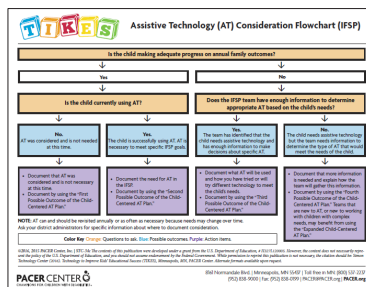 TIKES
Assistive Technology (AT) Consideration Flowchart (IFSP)
Is the child making adequate progress on annual family outcomes?
Yes
No
Is the child currently using AT?
Does the IFSP team have enough information to determine
appropriate AT based on the child's needs?
No.
AT was considered and is not needed
at this time.
Yes.
The child is successfully using AT. AT is
necessary to meet specific IFSP goals.
Yes.
The team has identified that the child
needs assistive technology and
has enough information to make
decisions about specific AT.
No.
The child needs assistive technology
but the team needs information to
determine the type of AT that would
meet the needs of the child.
• Document that AT was
considered and is not necessary
at this time.
• Document by using the "First
Possible Outcome of the Child-
Centered AT Plan."
• Document the need for AT in
the IFSP.
• Document by using the "Second
Possible Outcome of the Child-
Centered AT Plan."
• Document what AT will be used
and how you have tried or will
try different technology to meet
the child's needs.
• Document by using the "Third
Possible Outcome of the Child-
Centered AT Plan."
• Document that more information
is needed and explain how the
team will gather this information.
• Document by using the "Fourth
Possible Outcome of the Child-
Centered AT Plan." Teams that
are new to AT, or new to working
with children with complex
needs, may benefit from using
the "Expanded Child-Centered AT
Plan."
NOTE: AT can and should be revisited annually or as often as necessary because needs may change over time.
Ask your district administrators for specific information about where to document consideration.
Color Key Orange: Questions to ask. Blue: Possible outcomes. Purple: Action items.
PACER CENTER
CHAMPIONS FOR CHILDREN WITH DISABILITIES
8161 Normandale Blvd. | Minneapolis, MN 55437 | Toll free in MN: (800) 537-2237
(952) 838-9000 | Fax: (952) 838-0199 | PACER@PACER.org | PACER.org